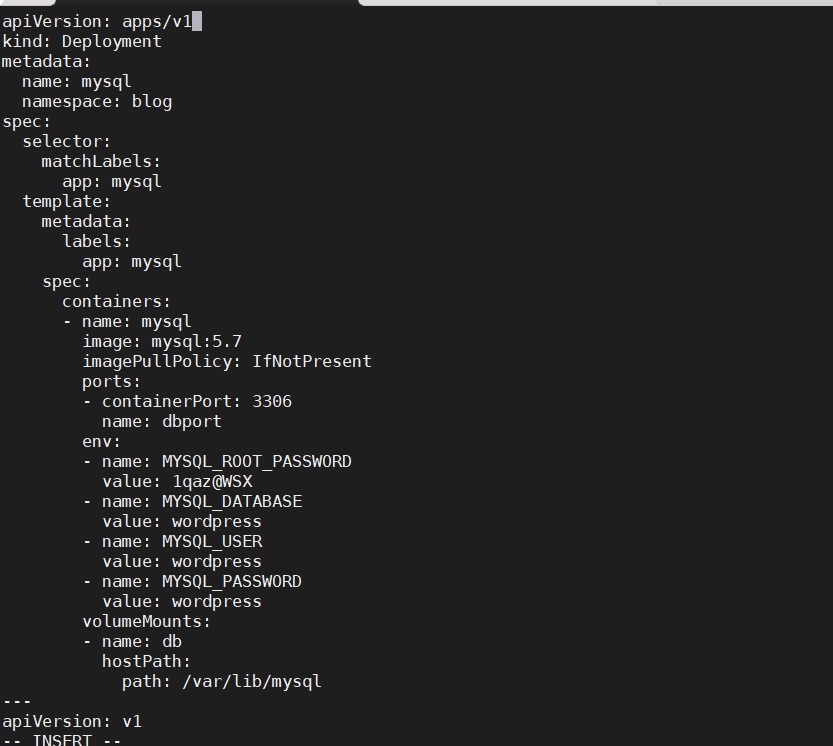 apiVersion: apps/v1
kind: Deployment
metadata:
  name: mysql
  namespace: blog
spec:
  selector:
    matchLabels:
      app: mysql
  template:
    metadata:
      labels:
        app: mysql
    spec:
      containers:
      - name: mysql
        image: mysql:5.7
        imagePullPolicy: IfNotPresent
        ports:
        - containerPort: 3306
          name: dbport
        env:
        - name: MYSQL_ROOT_PASSWORD
          value: 1qaz@WSX
        - name: MYSQL_DATABASE
          value: wordpress
        - name: MYSQL_USER
          value: wordpress
        - name: MYSQL_PASSWORD
          value: wordpress
        volumeMounts:
        - name: db
          hostPath:
            path: /var/lib/mysql
---
apiVersion: v1
-- INSERT --